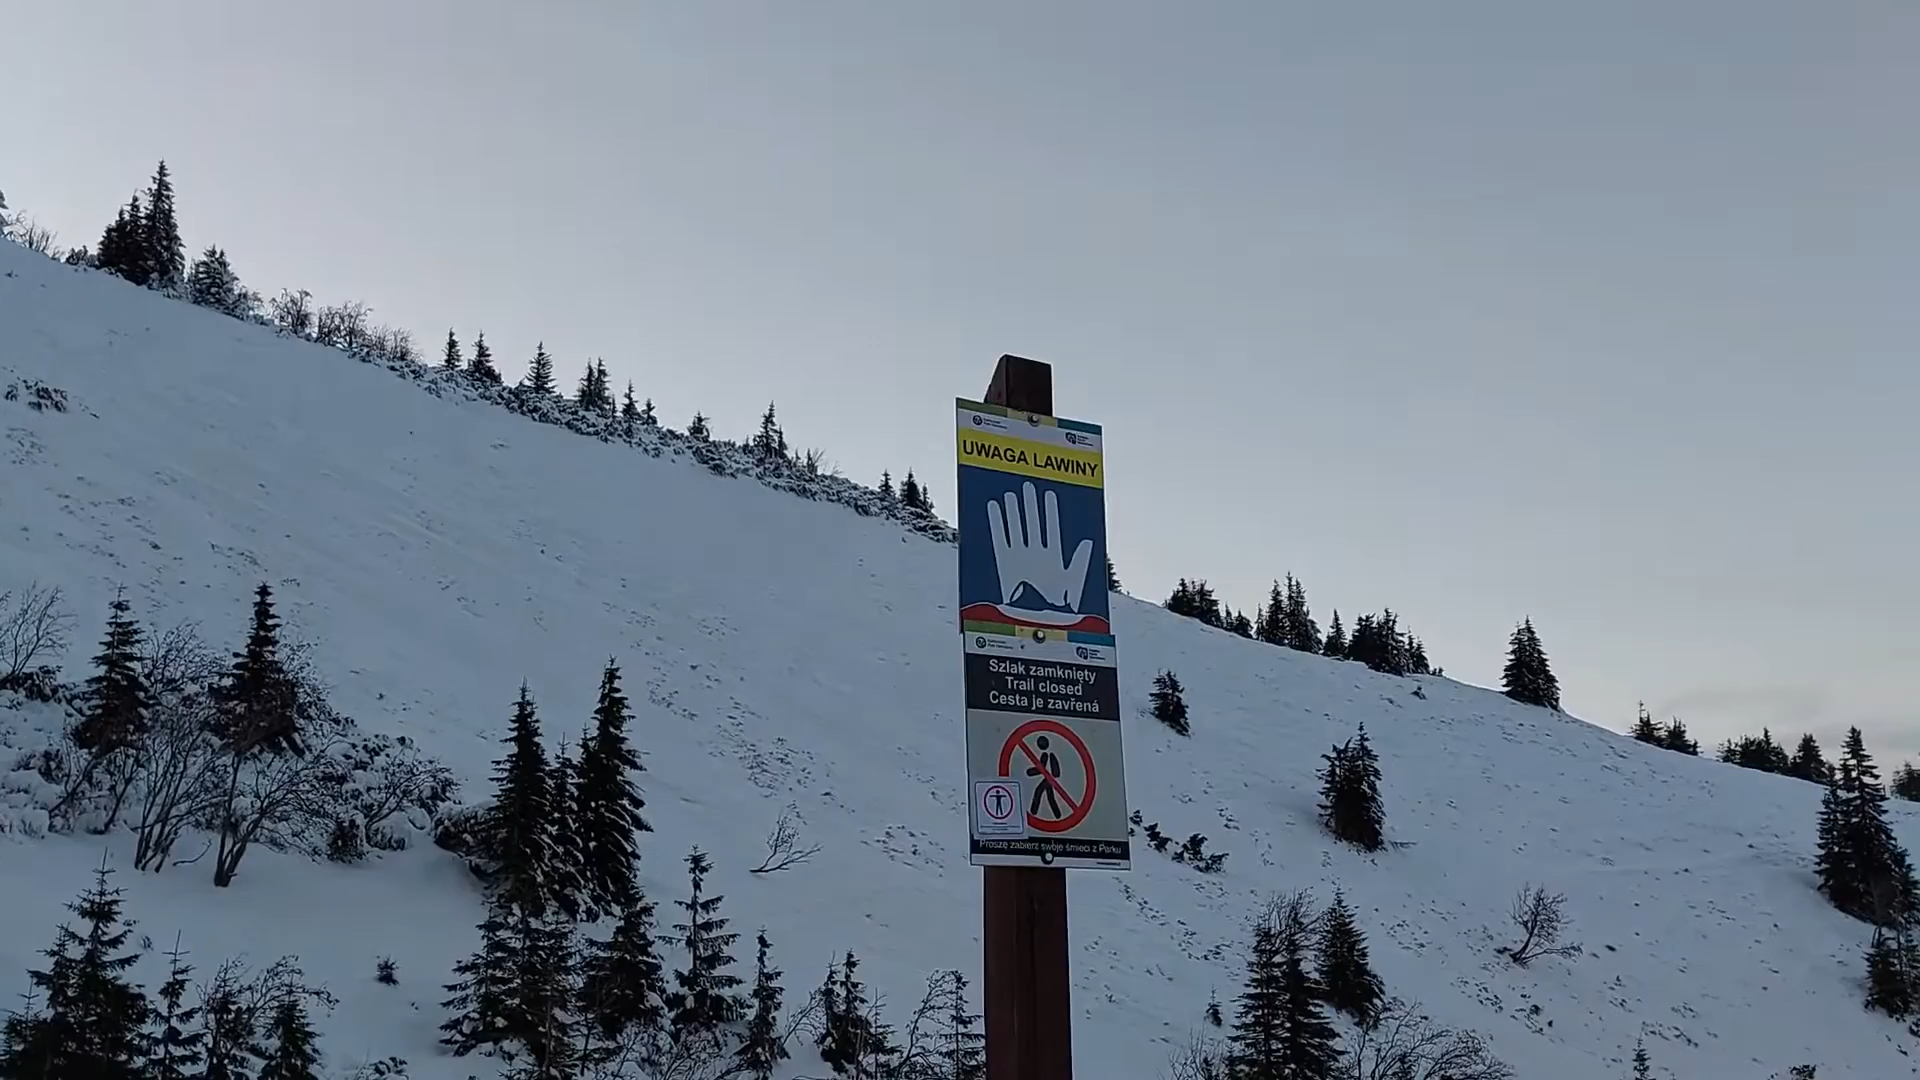 UWAGA LAWINY
Szlak zamknięty
Trail closed
Cesta je zavřená
Proszę zabierz swoje śmieci z Parku